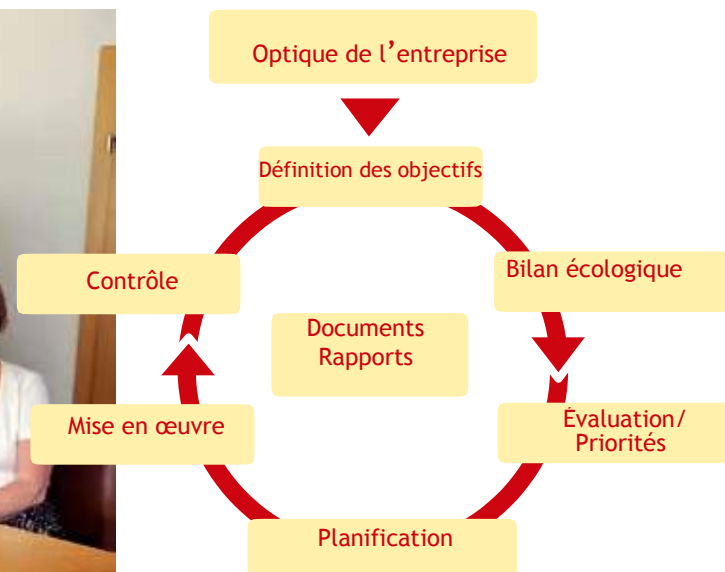 Optique de l’entreprise
Définition des objectifs
Bilan écologique
Contrôle
Documents
Rapports
Évaluation/
Priorités
Mise en œuvre
Planification